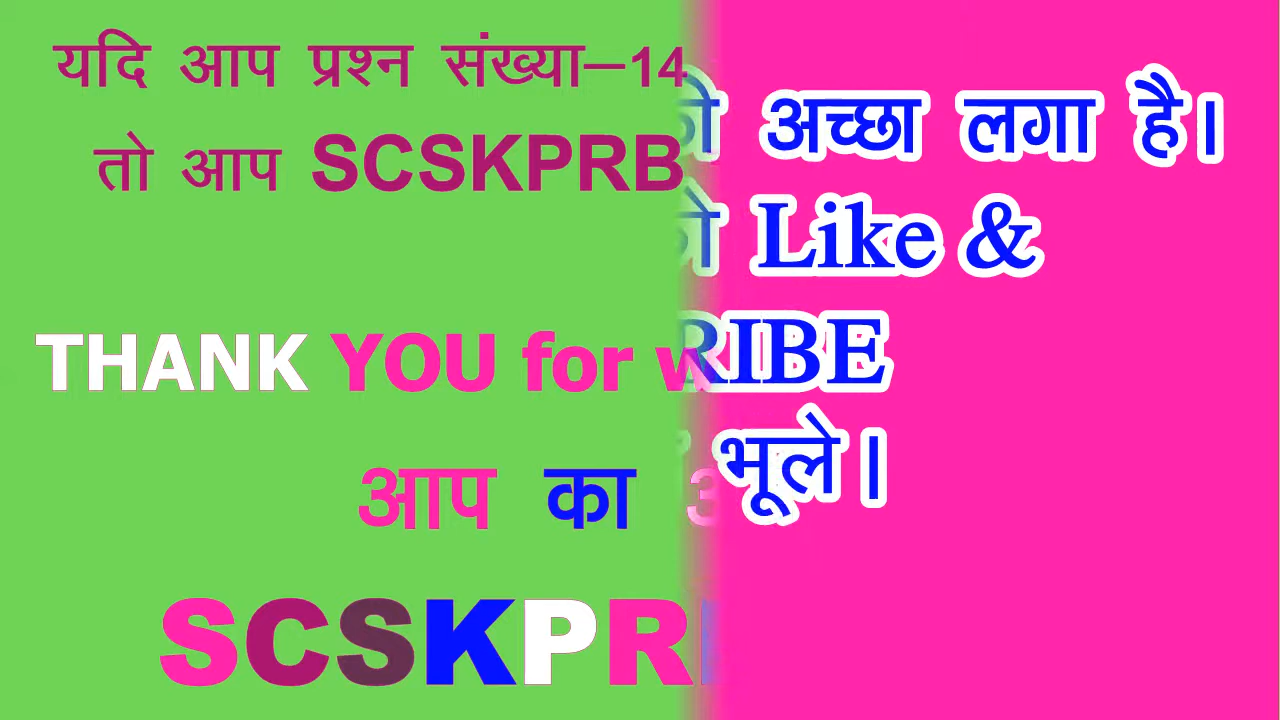 यदि आप प्रश्न संख्या–14
को अच्छा लगा है।
तो आप SCSKPRB
को Like &
RIBE
THANK YOU for w
भूले।
आप का
SCSKPR